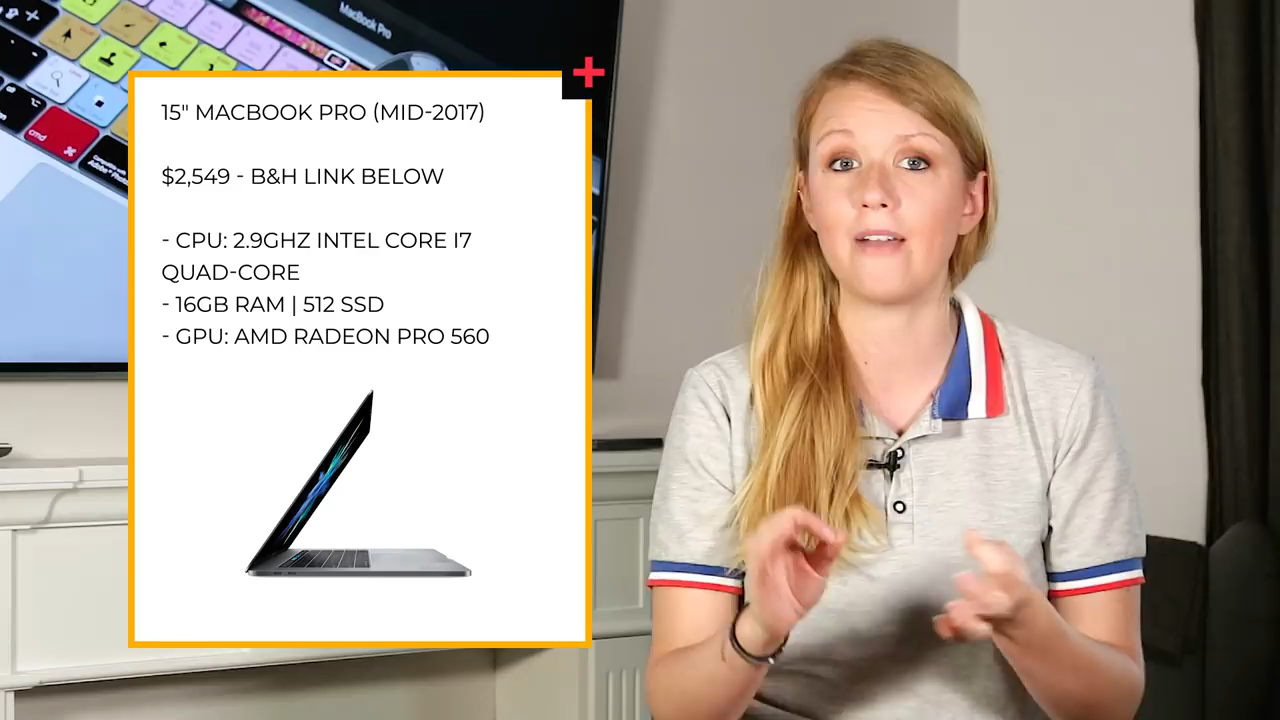 MacBook Pro
cmd
15" MACBOOK PRO (MID-2017)
$2,549 - B&H LINK BELOW
- CPU: 2.9GHZ INTEL CORE I7
QUAD-CORE
- 16GB RAM | 512 SSD
- GPU: AMD RADEON PRO 560